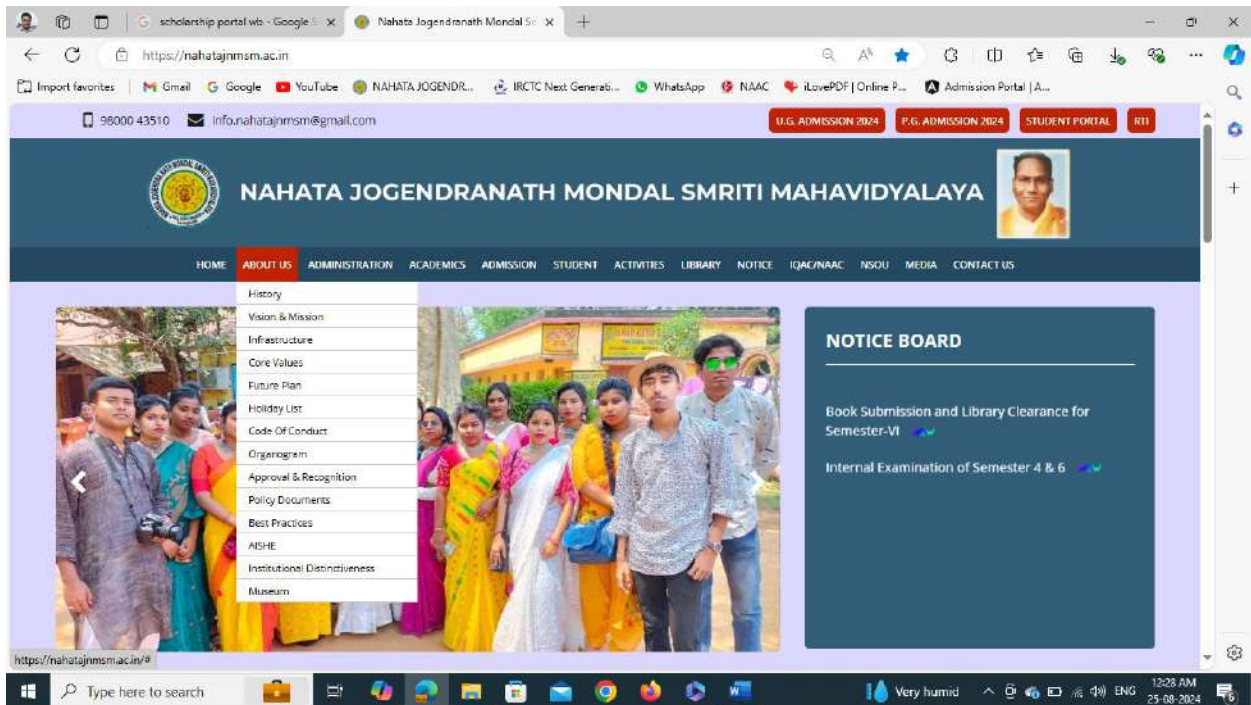 scholarship portal wb - Google S
Nahata Jogendranath Mondal Sm
https://nahatajnmsm.ac.in
Import favorites
Gmail
Google
YouTube
NAHATA JOGENDR...
IRCTC Next Generati...
WhatsApp
NAAC
iLovePDF | Online P...
Admission Portal | A...
98000 43510
info.nahatajnmsm@gmail.com
U.G. ADMISSION 2024
P.G. ADMISSION 2024
STUDENT PORTAL
RTI
NAHATA JOGENDRANATH MONDAL SMRITI MAHAVIDYALAYA
HOME ABOUT US ADMINISTRATION ACADEMICS ADMISSION STUDENT ACTIVITIES LIBRARY NOTICE IQAC/NAAC NSOU MEDIA CONTACT US
History
Vision & Mission
Infrastructure
Core Values
Future Plan
Holiday List
Code Of Conduct
Organogram
Approval & Recognition
Policy Documents
Best Practices
AISHE
Institutional Distinctiveness
Museum
NOTICE BOARD
Book Submission and Library Clearance for
Semester-VI
Internal Examination of Semester 4 & 6
https://nahatajnmsm.ac.in/#
Type here to search
Very humid
ENG
12:28 AM
25-08-2024